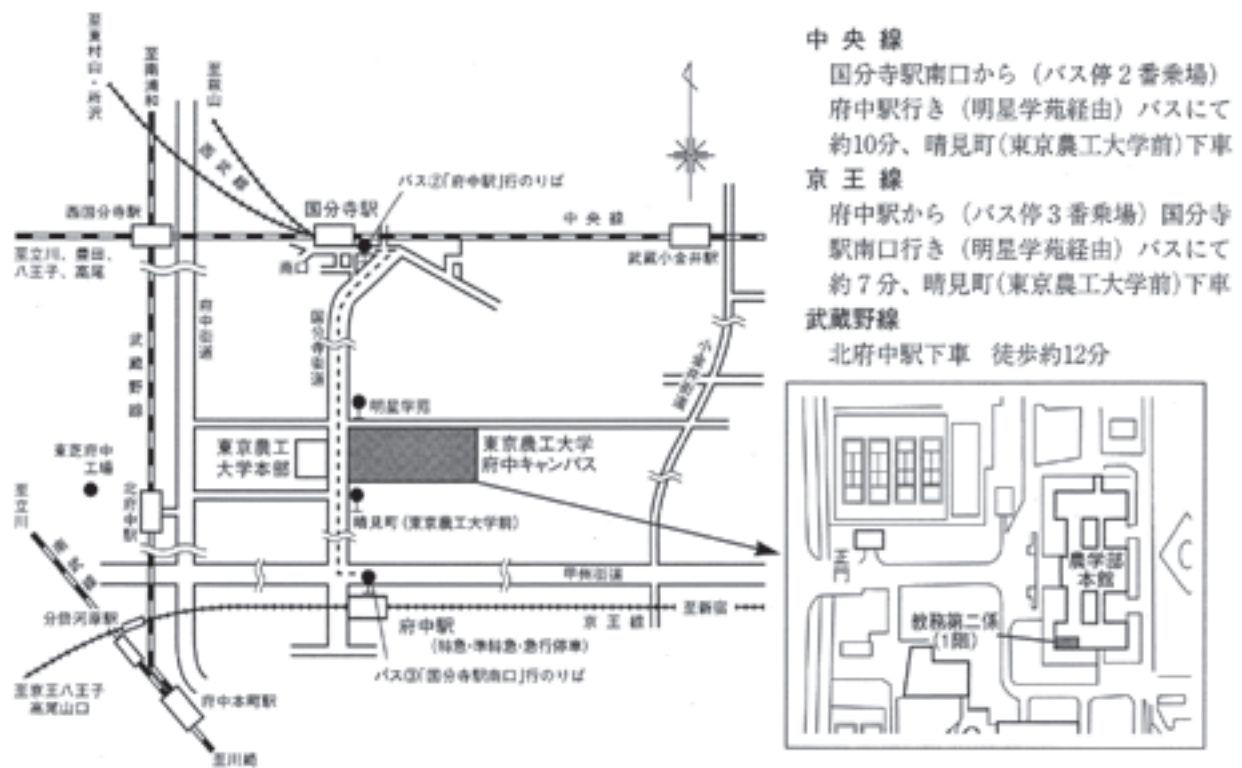 至東村山・所沢
至南浦和
至萩山
西武線
バス②「府中駅」行のりば
国分寺駅
西国分寺駅
中央線
武蔵小金井駅
至立川、豊田、
八王子、高尾
南口
府中街道
国分寺街道
武蔵野線
小金井街道
明星学苑
東京農工
大学本部
東京農工大学
府中キャンパス
東芝府中
工場
北府中駅
至立川
晴見町(東京農工大学前)
南武線
甲州街道
分倍河原駅
府中駅
(特急・準特急・急行停車)
京王線
至新宿
バス③「国分寺駅南口」行のりば
至京王八王子
高尾山口
府中本町駅
至川崎
中央線
国分寺駅南口から(バス停2番乗場)
府中駅行き(明星学苑経由)バスにて
約10分、晴見町(東京農工大学前)下車
京王線
府中駅から(バス停3番乗場)国分寺
駅南口行き(明星学苑経由)バスにて
約7分、晴見町(東京農工大学前)下車
武蔵野線
北府中駅下車 徒歩約12分
正門
農学部
本館
教務第二係
(1階)